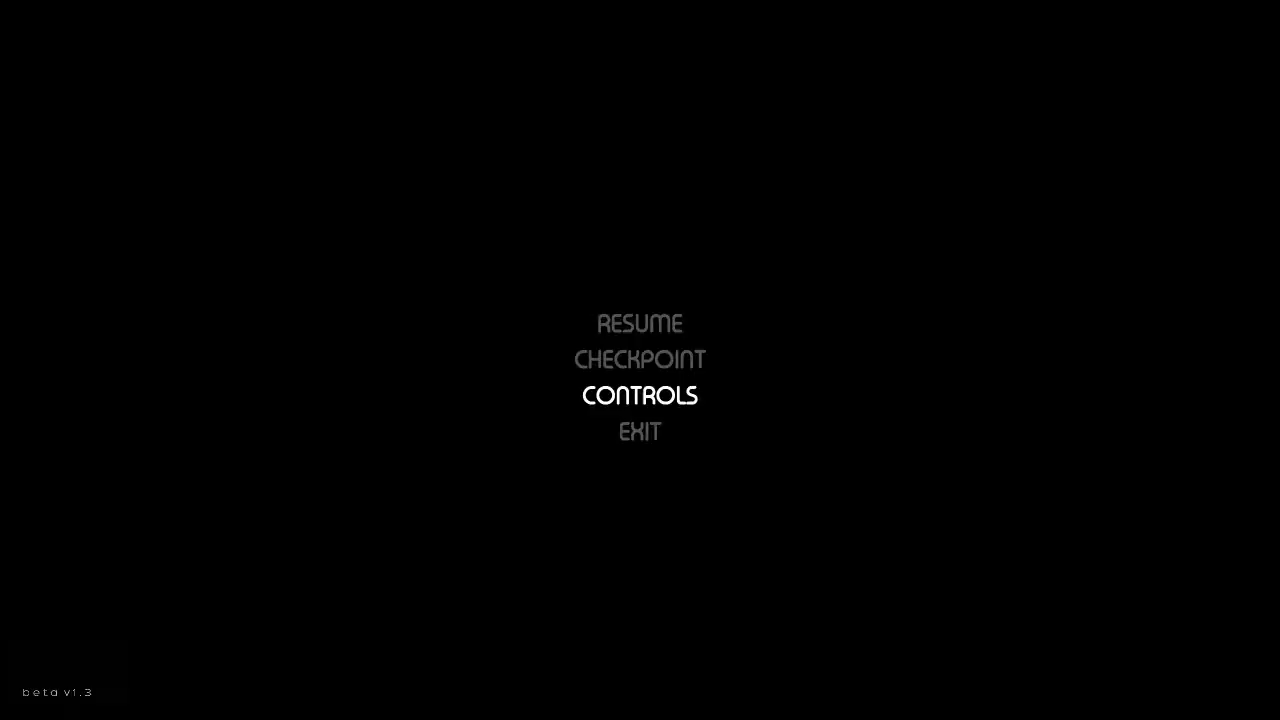 RESUME
CHECKPOINT
CONTROLS
EXIT
beta v1.3